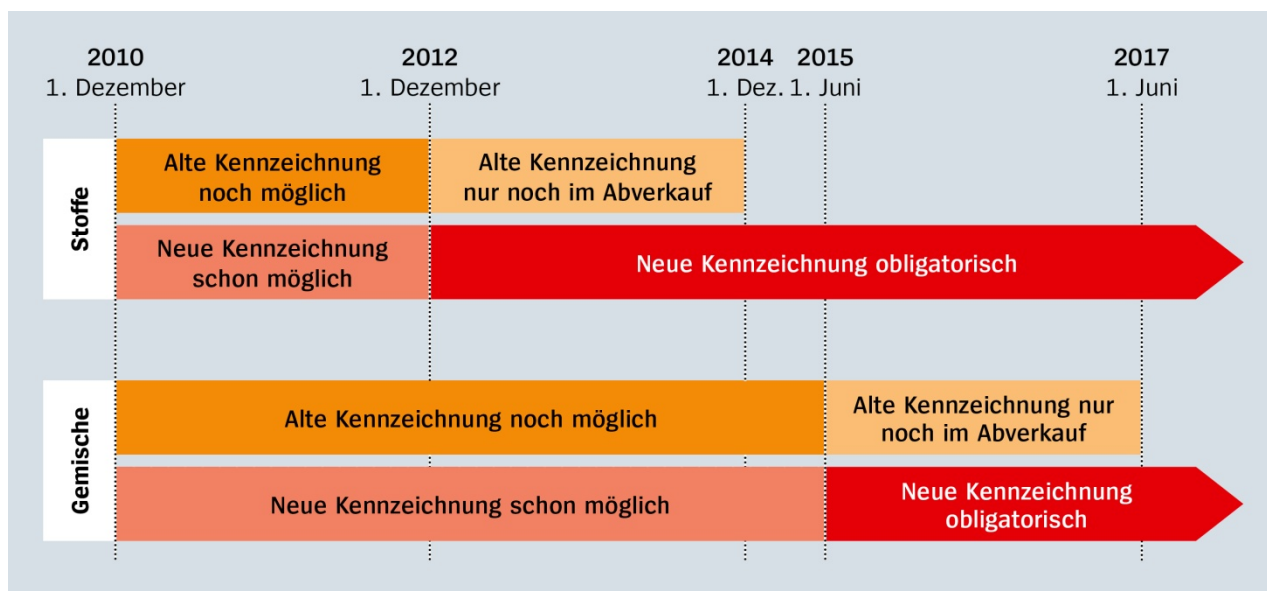 2010
1. Dezember
2012
1. Dezember
2014
1. Dez.
2015
1. Juni
2017
1. Juni
Stoffe
Alte Kennzeichnung
noch möglich
Alte Kennzeichnung
nur noch im Abverkauf
Neue Kennzeichnung
schon möglich
Neue Kennzeichnung obligatorisch
Gemische
Alte Kennzeichnung noch möglich
Alte Kennzeichnung nur
noch im Abverkauf
Neue Kennzeichnung schon möglich
Neue Kennzeichnung
obligatorisch